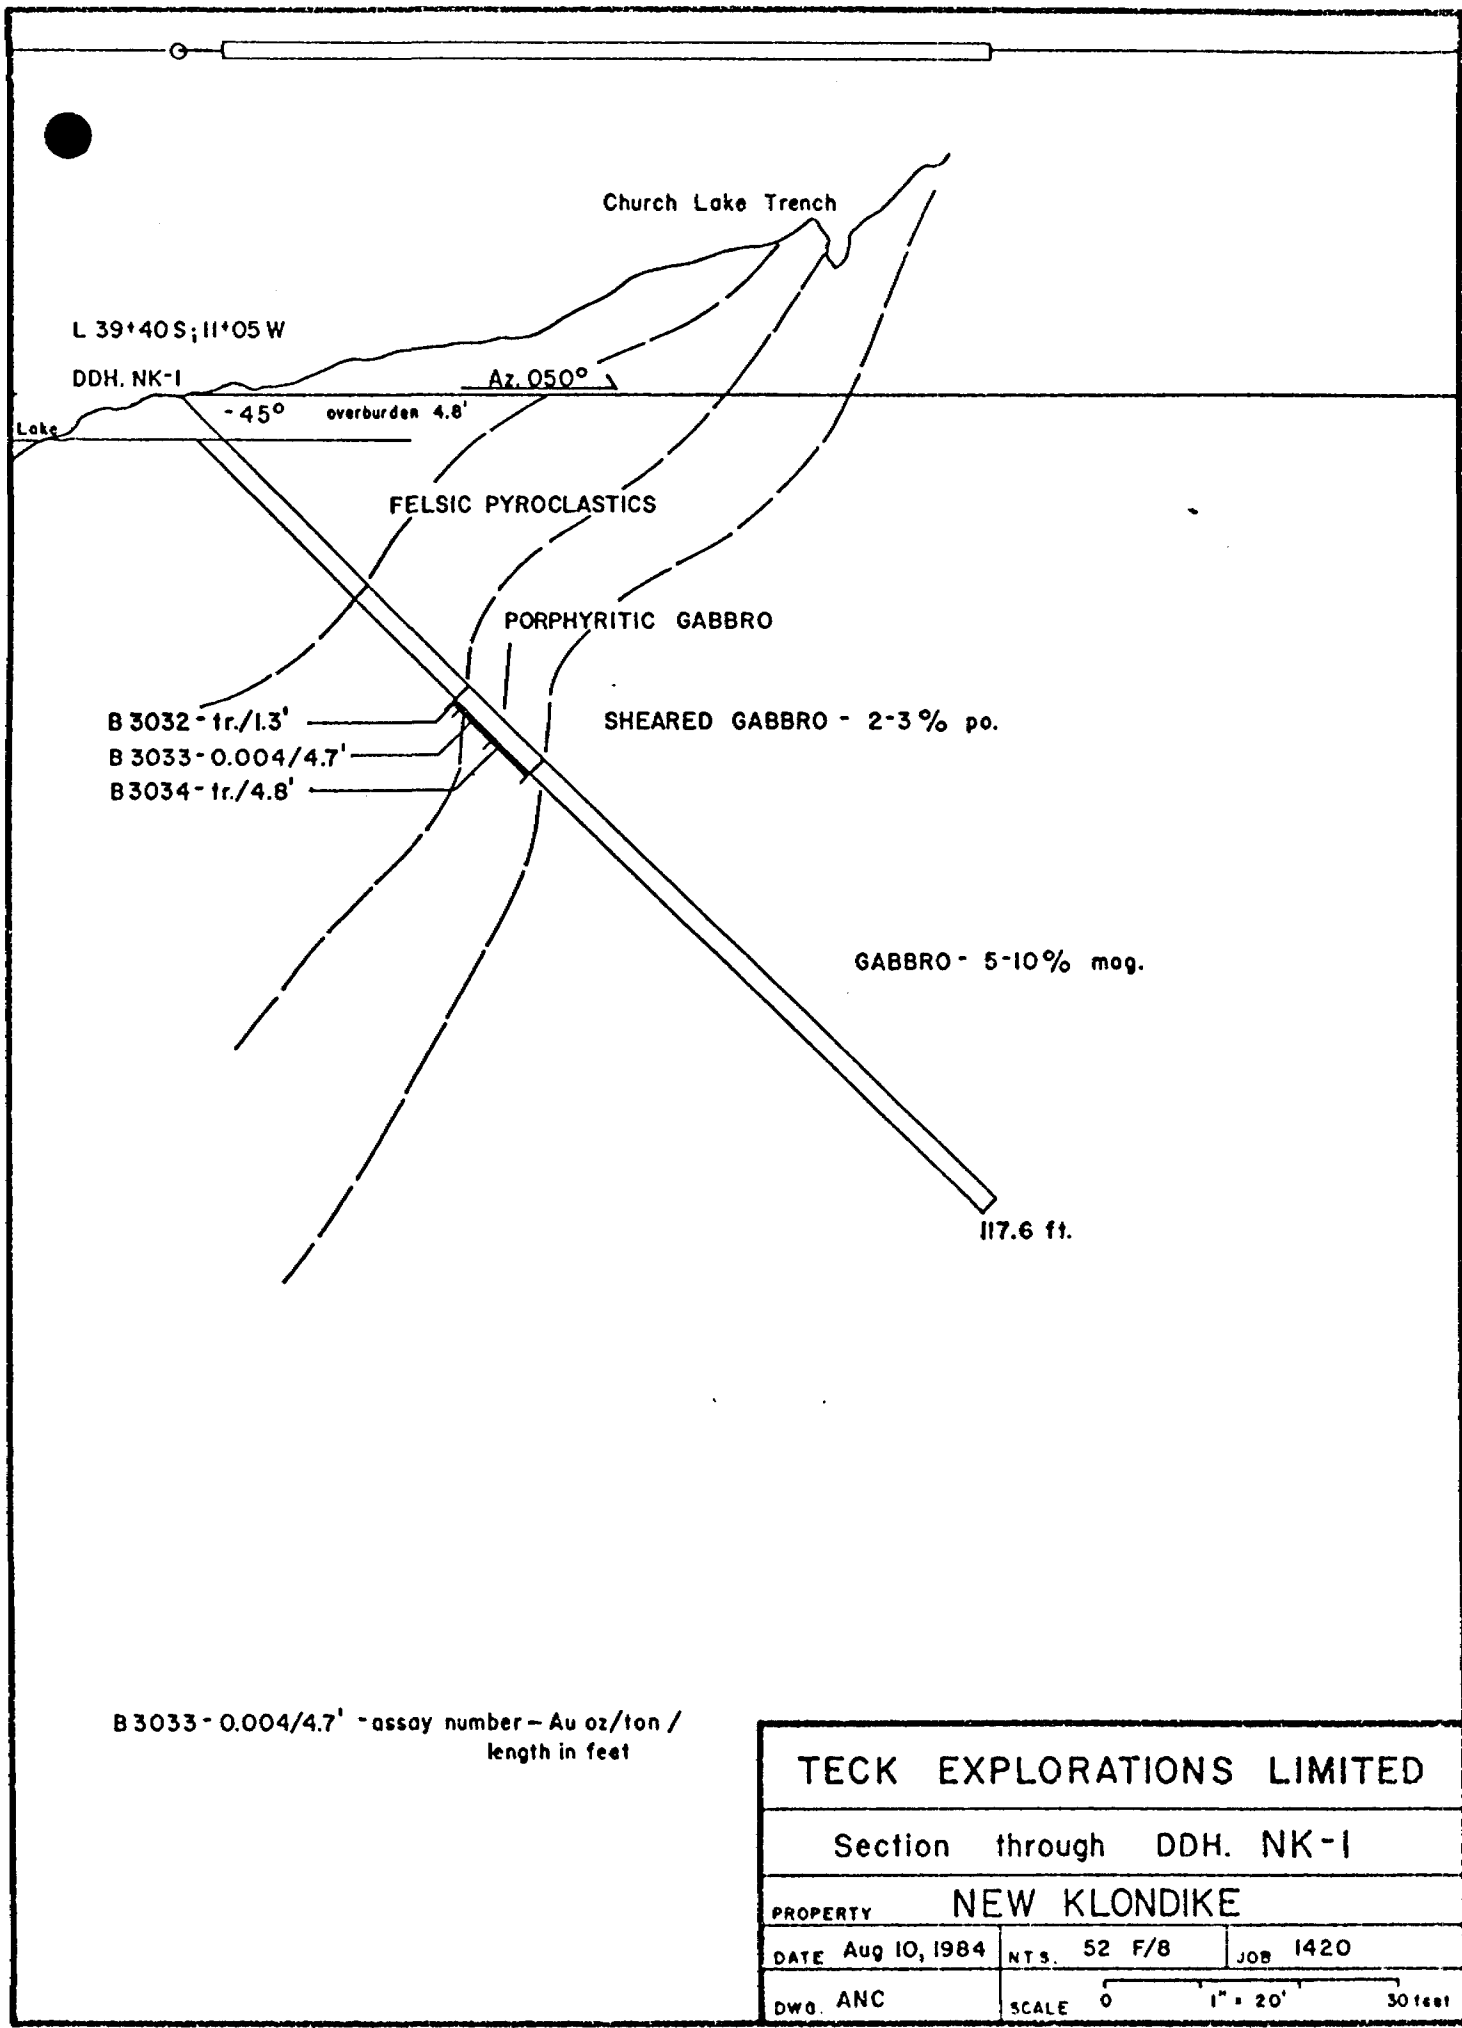 Church Lake Trench
L 39+40 S; 11+05 W
DDH. NK-1
Az. 050°
-45° overburden 4.8'
Lake
FELSIC PYROCLASTICS
PORPHYRITIC GABBRO
B 3032 - tr./1.3'
SHEARED GABBRO - 2-3 % po.
B 3033 - 0.004/4.7'
B 3034 - tr./4.8'
GABBRO - 5-10 % mag.
117.6 ft.
B 3033 - 0.004/4.7' - assay number - Au oz/ton /
length in feet
TECK EXPLORATIONS LIMITED
Section through DDH. NK-1
PROPERTY NEW KLONDIKE
DATE Aug 10, 1984 NTS. 52 F/8 JOB 1420
DWG. ANC SCALE 0 1" = 20' 30 feet